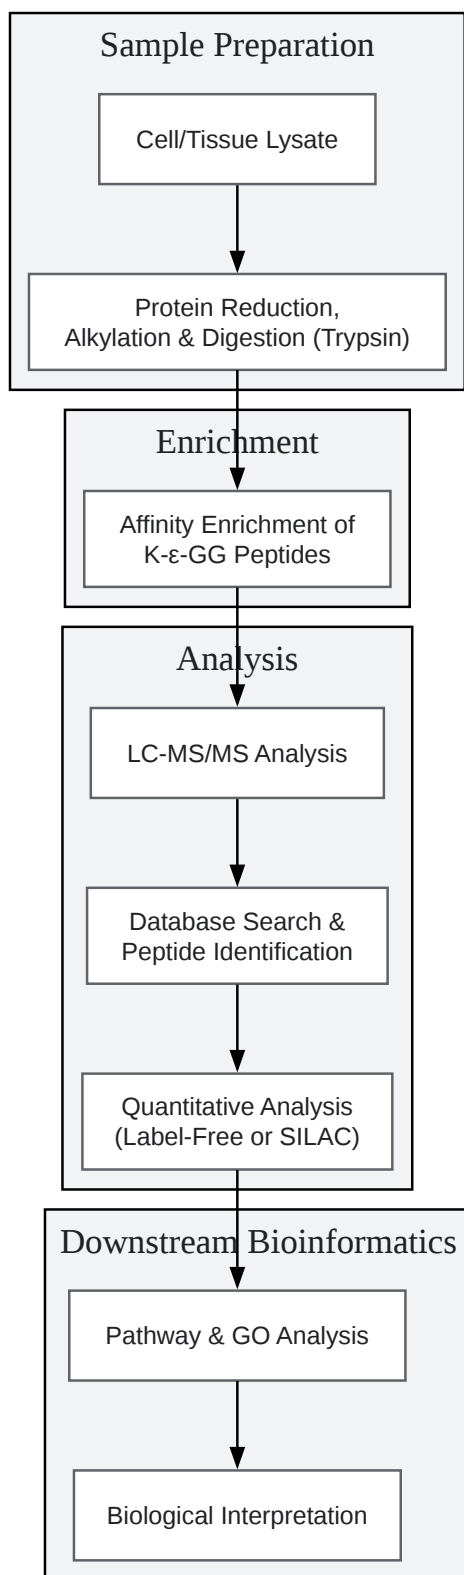 Sample Preparation
Cell/Tissue Lysate
Protein Reduction,
Alkylation & Digestion (Trypsin)
Enrichment
Affinity Enrichment of
K-ε-GG Peptides
Analysis
LC-MS/MS Analysis
Database Search &
Peptide Identification
Quantitative Analysis
(Label-Free or SILAC)
Downstream Bioinformatics
Pathway & GO Analysis
Biological Interpretation